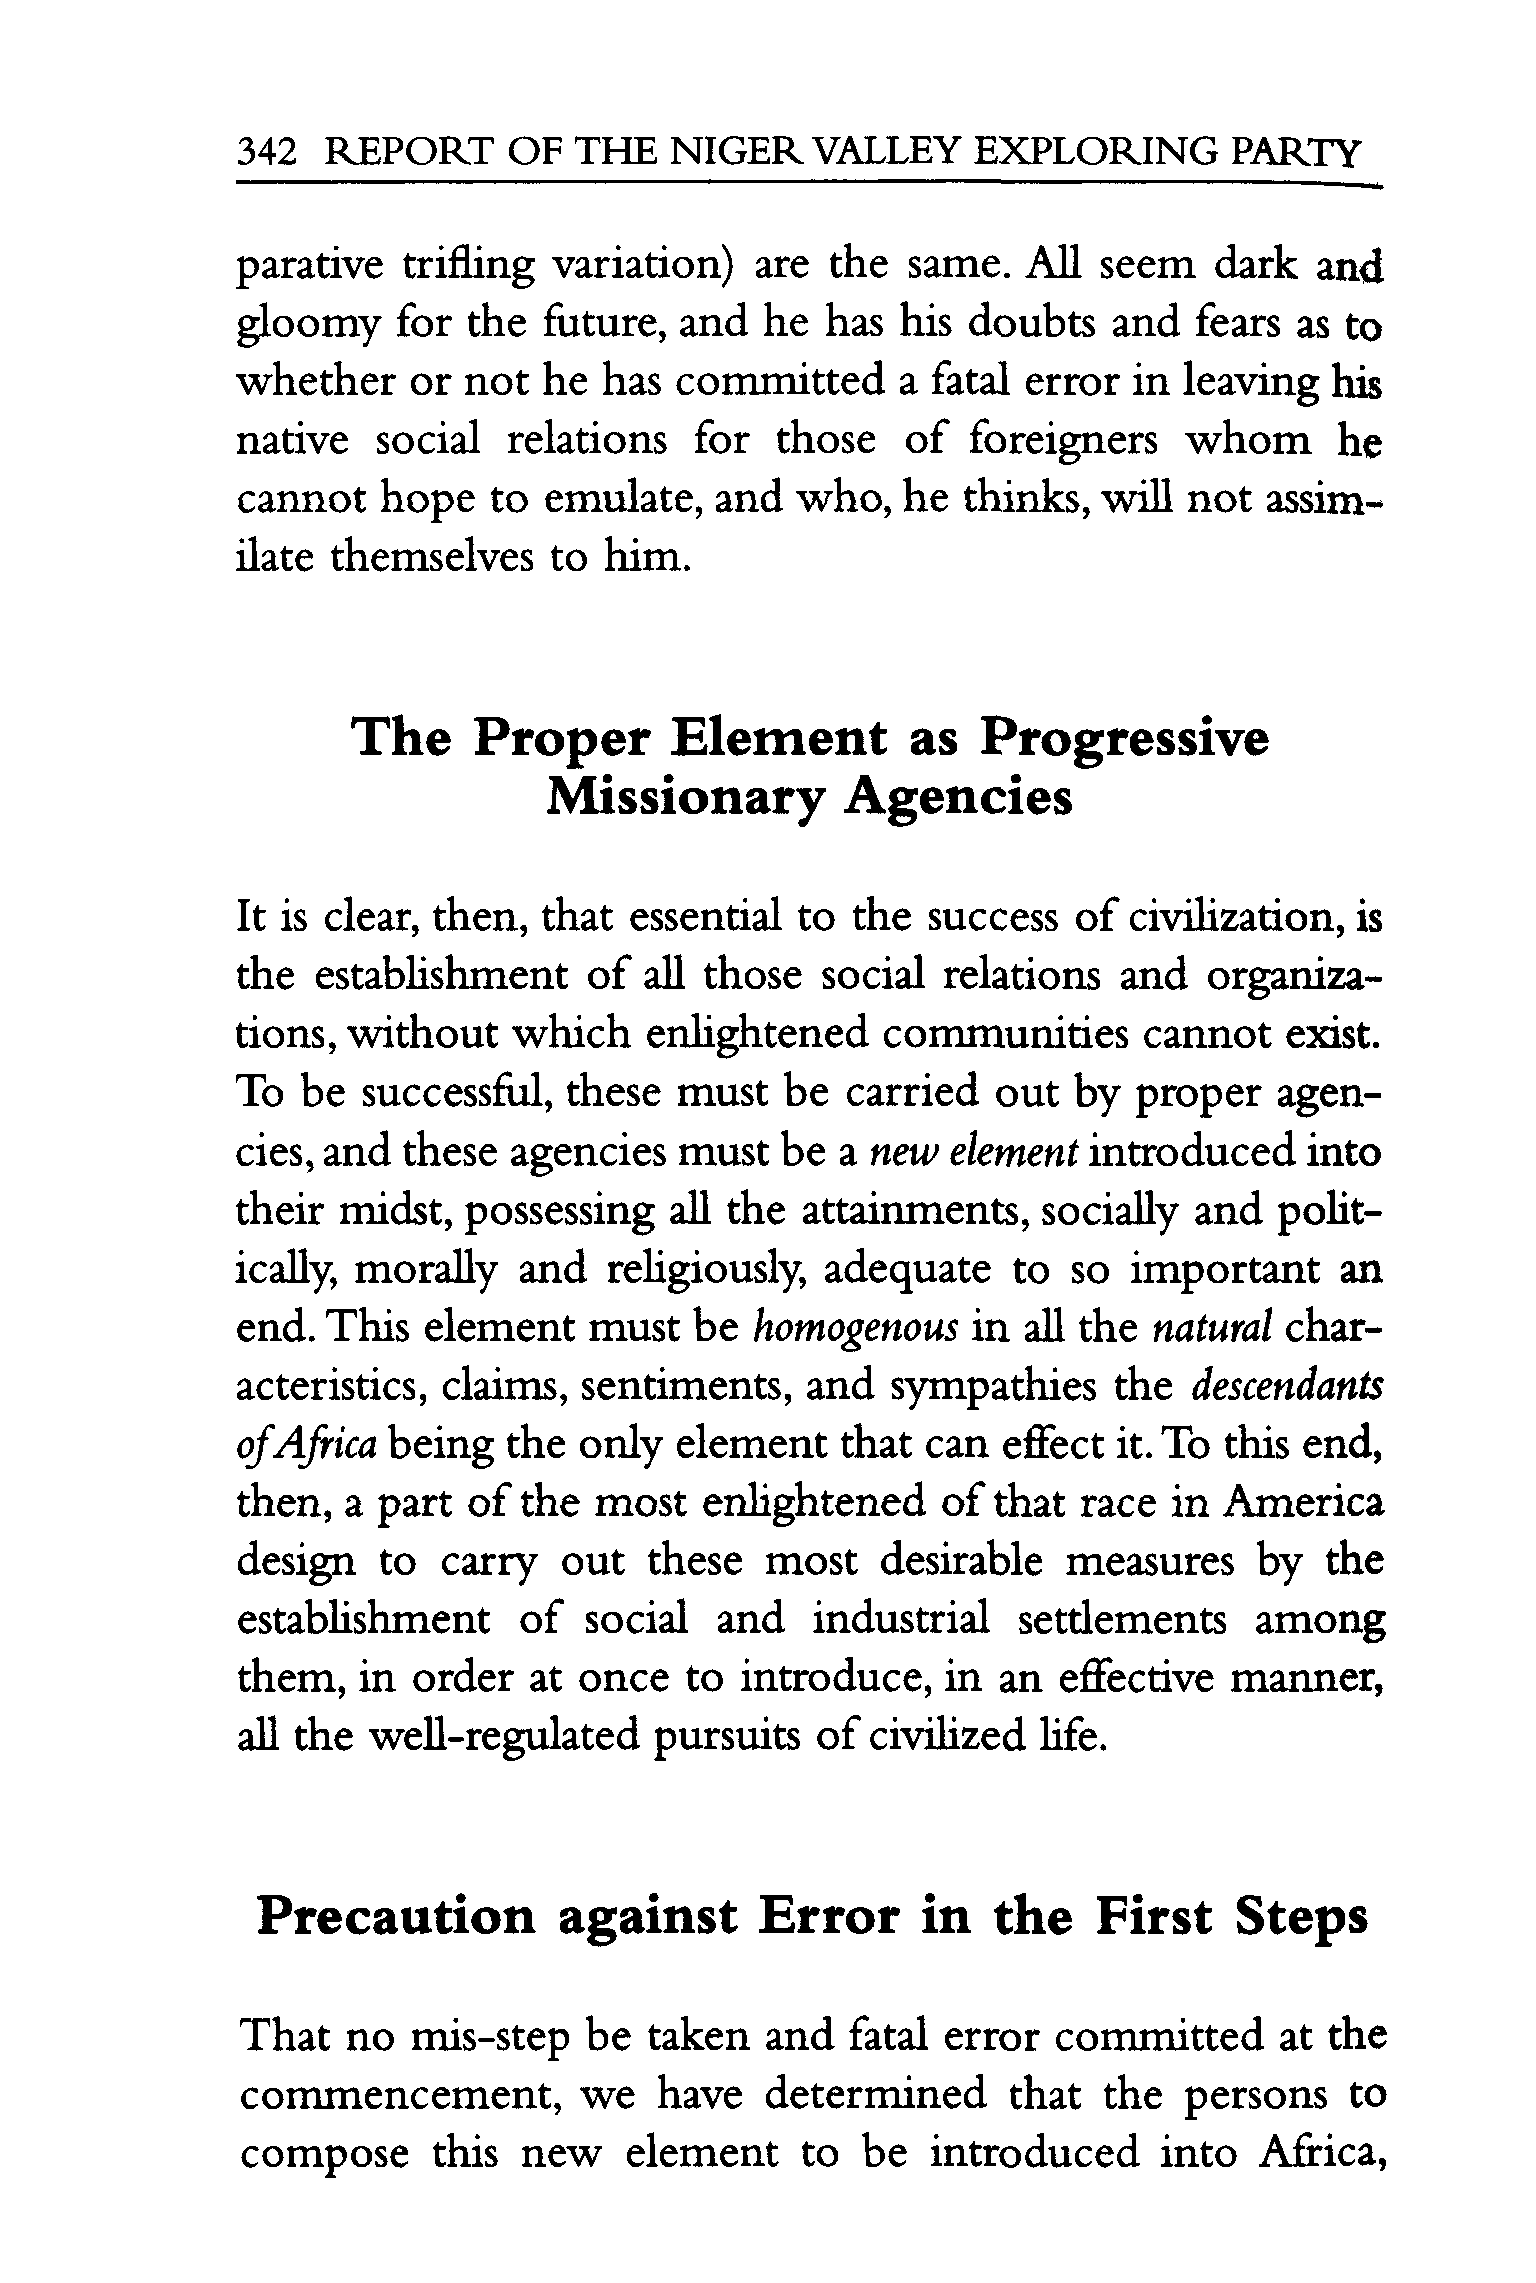 342 REPORT OF THE NIGER VALLEY EXPLORING PARTY
parative trifling variation) are the same. All seem dark and
gloomy for the future, and he has his doubts and fears as to
whether or not he has committed a fatal error in leaving his
native social relations for those of foreigners whom he
cannot hope to emulate, and who, he thinks, will not assim-
ilate themselves to him.
The Proper Element as Progressive
Missionary Agencies
It is clear, then, that essential to the success of civilization, is
the establishment of all those social relations and organiza-
tions, without which enlightened communities cannot exist.
To be successful, these must be carried out by proper agen-
cies, and these agencies must be a new element introduced into
their midst, possessing all the attainments, socially and polit-
ically, morally and religiously, adequate to so important an
end. This element must be homogenous in all the natural char-
acteristics, claims, sentiments, and sympathies the descendants
of Africa being the only element that can effect it. To this end,
then, a part of the most enlightened of that race in America
design to carry out these most desirable measures by the
establishment of social and industrial settlements among
them, in order at once to introduce, in an effective manner,
all the well-regulated pursuits of civilized life.
Precaution against Error in the First Steps
That no mis-step be taken and fatal error committed at the
commencement, we have determined that the persons to
compose this new element to be introduced into Africa,